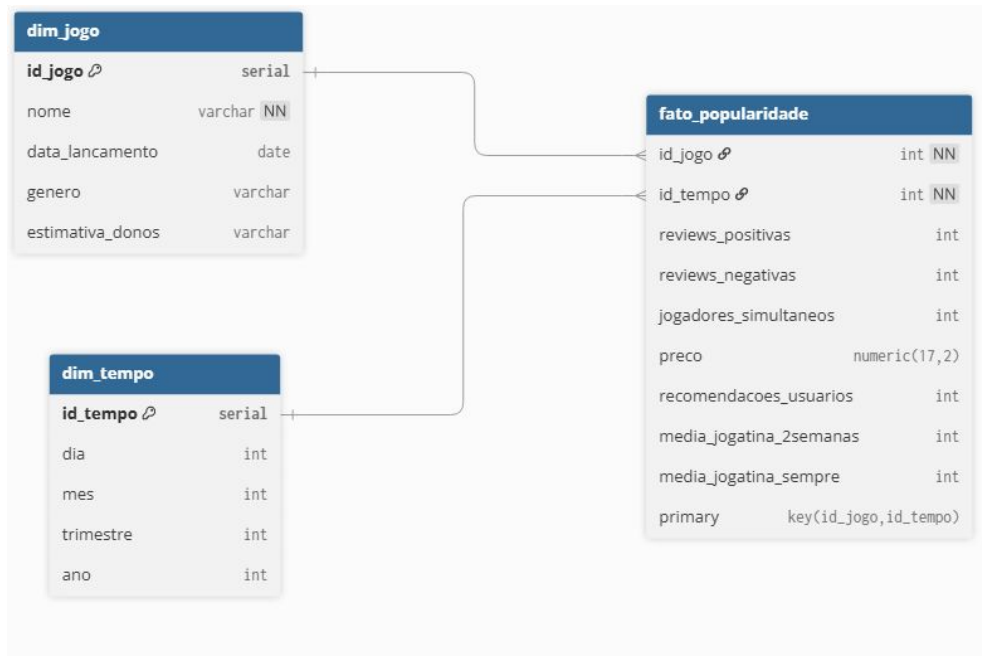 dim_jogo
id_jogo serial
nome varchar NN
data_lancamento date
genero varchar
estimativa_donos varchar
fato_popularidade
id_jogo int NN
id_tempo int NN
reviews_positivas int
reviews_negativas int
jogadores_simultaneos int
preco numeric(17,2)
recomendacoes_usuarios int
media_jogatina_2semanas int
media_jogatina_sempre int
primary key(id_jogo,id_tempo)
dim_tempo
id_tempo serial
dia int
mes int
trimestre int
ano int